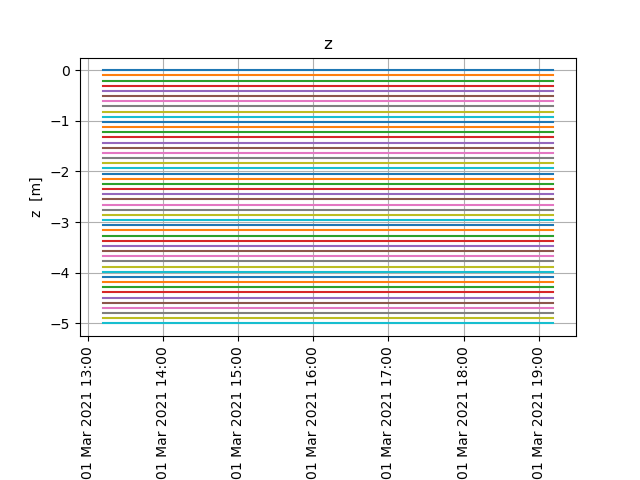 z
0
−1
−2
−3
−4
−5
z [m]
01 Mar 2021 13:00
01 Mar 2021 14:00
01 Mar 2021 15:00
01 Mar 2021 16:00
01 Mar 2021 17:00
01 Mar 2021 18:00
01 Mar 2021 19:00